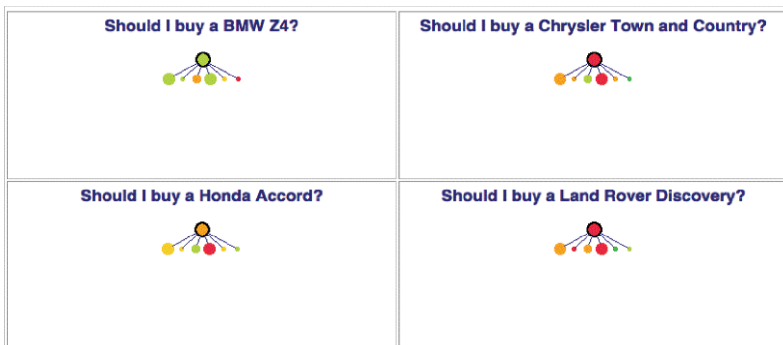 Should I buy a BMW Z4?
Should I buy a Chrysler Town and Country?
Should I buy a Honda Accord?
Should I buy a Land Rover Discovery?